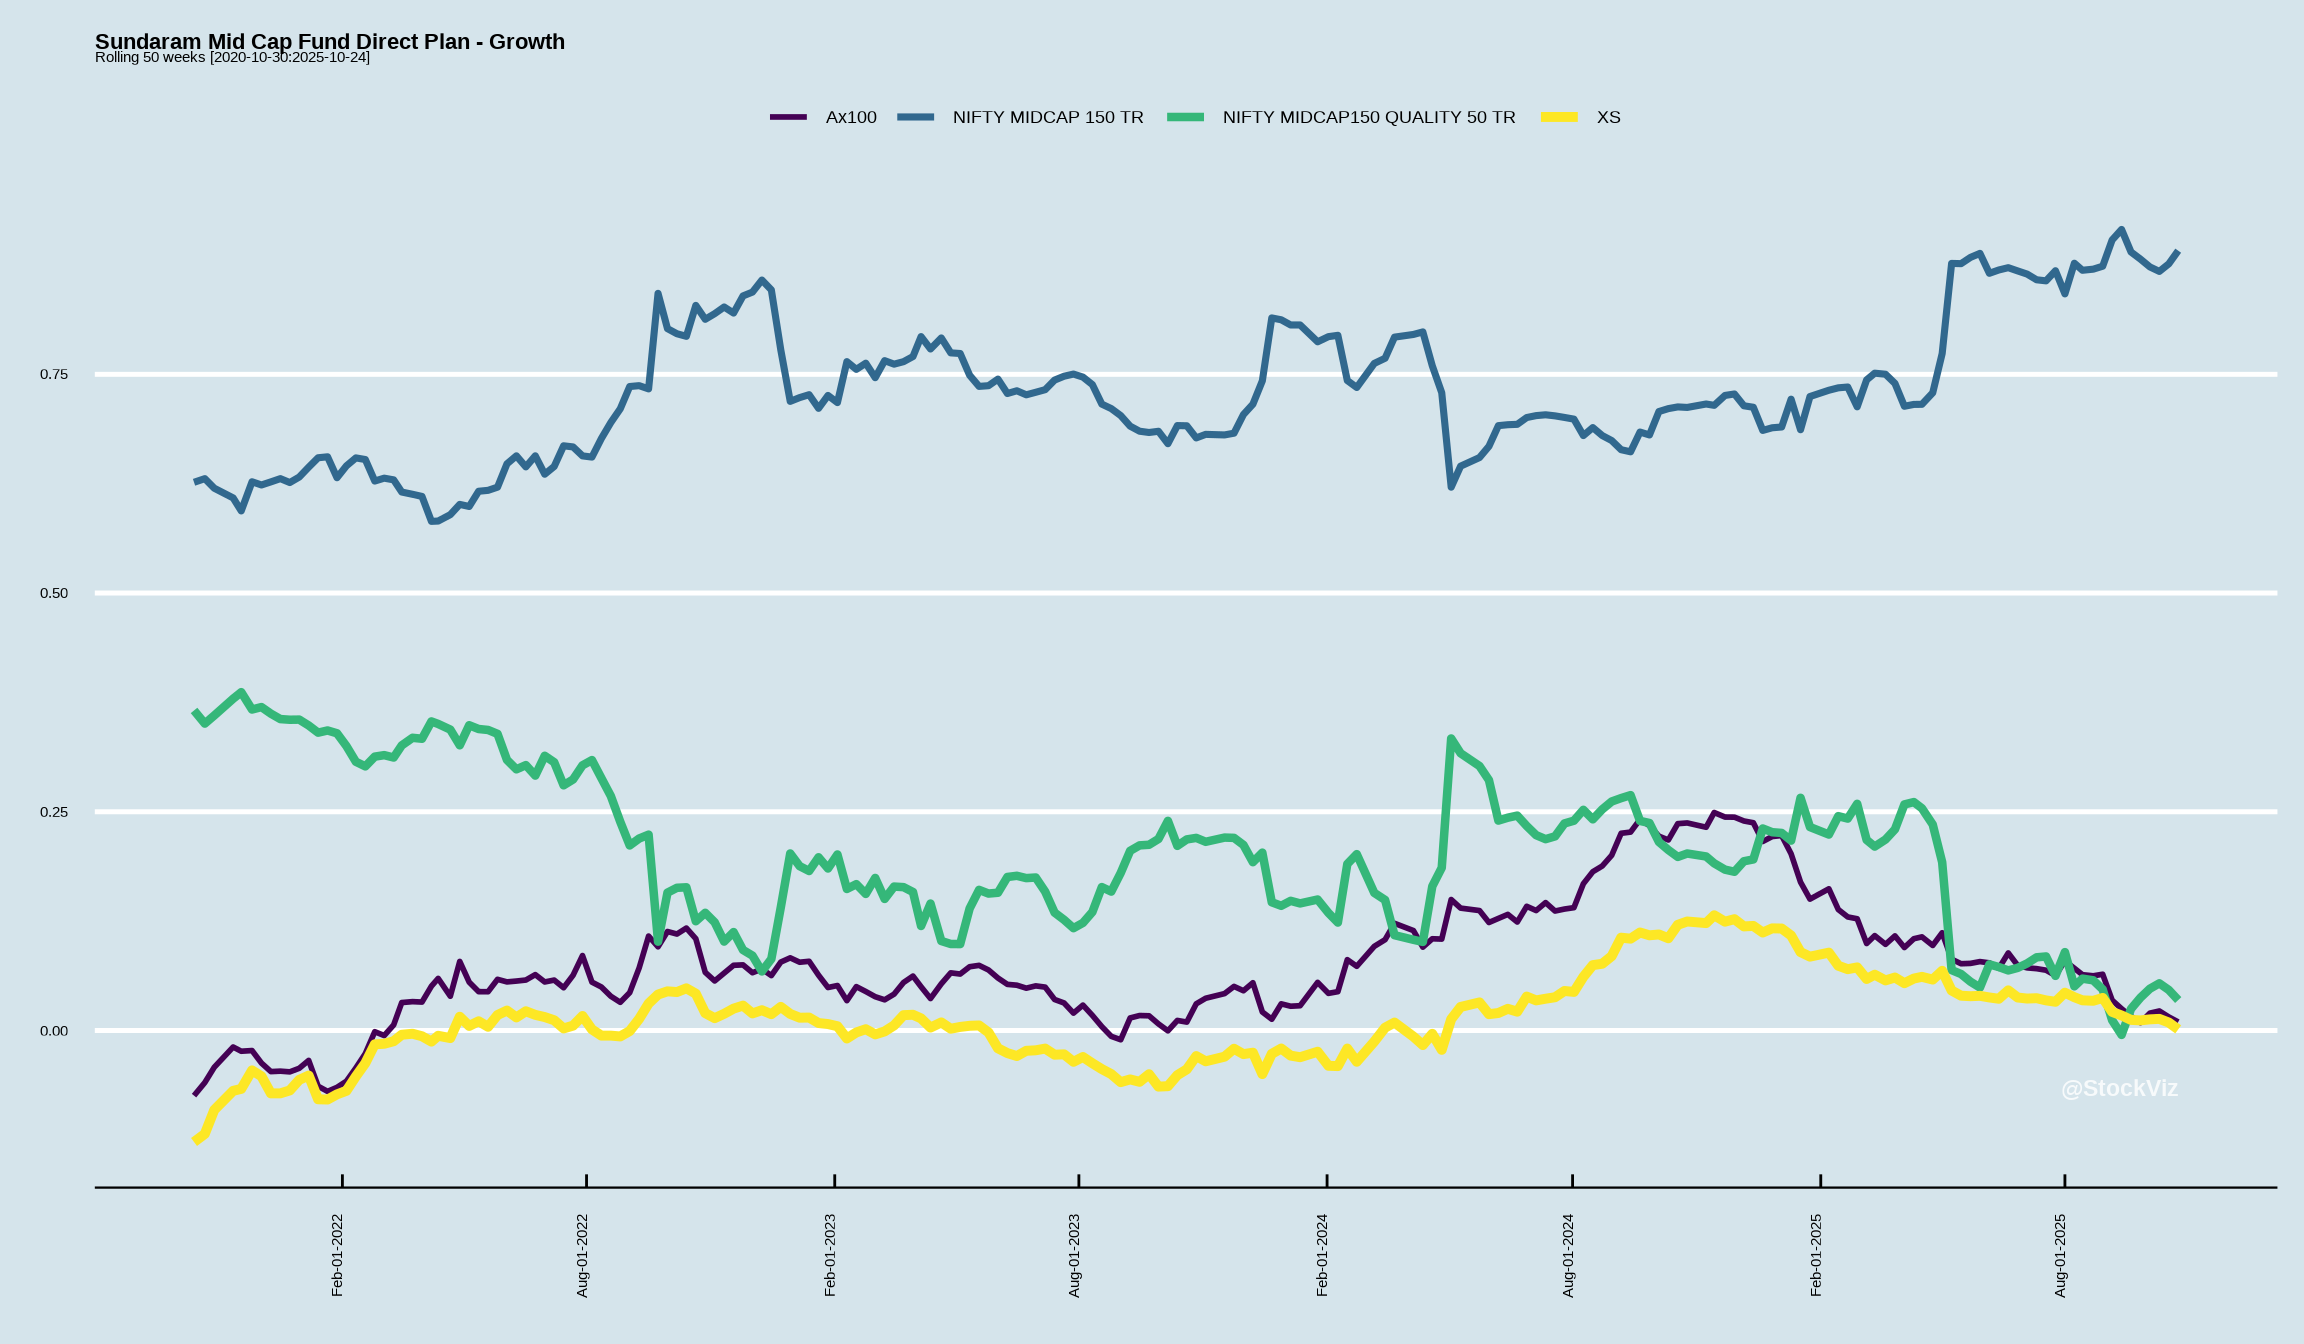 Sundaram Mid Cap Fund Direct Plan - Growth
Rolling 50 weeks [2020-10-30:2025-10-24]
Ax100 NIFTY MIDCAP 150 TR NIFTY MIDCAP150 QUALITY 50 TR XS
0.75
0.50
0.25
0.00
@StockViz
Feb-01-2022
Aug-01-2022
Feb-01-2023
Aug-01-2023
Feb-01-2024
Aug-01-2024
Feb-01-2025
Aug-01-2025